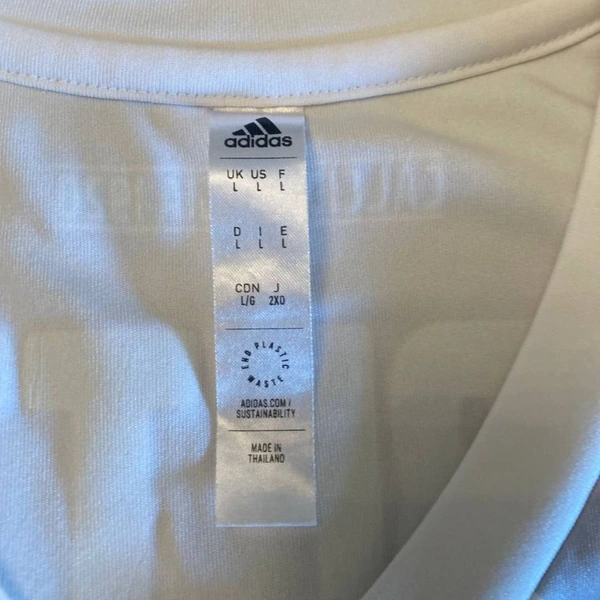 adidas
UK US F
L L L
D I E
L L L
CDN J
L/G 2XO
END PLASTIC WASTE
ADIDAS.COM /
SUSTAINABILITY
MADE IN
THAILAND